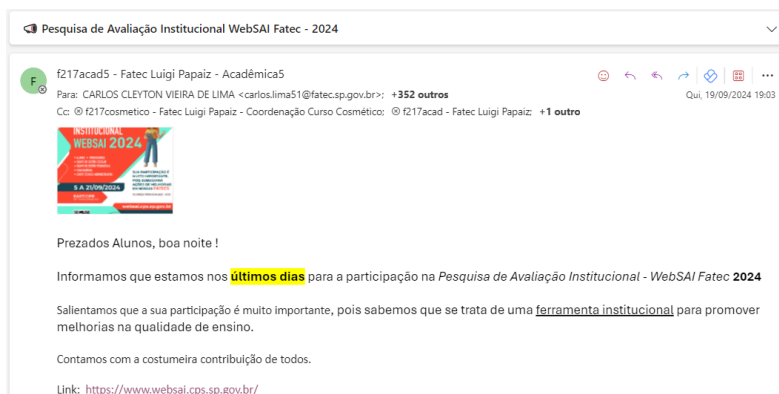 Pesquisa de Avaliação Institucional WebSAI Fatec - 2024
F
f217acad5 - Fatec Luigi Papaiz - Acadêmica5
Para: CARLOS CLEYTON VIEIRA DE LIMA <carlos.lima51@fatec.sp.gov.br>; +352 outros
Qui, 19/09/2024 19:03
Cc: f217cosmetico - Fatec Luigi Papaiz - Coordenação Curso Cosmético; f217acad - Fatec Luigi Papaiz; +1 outro
INSTITUCIONAL
WEBSAI 2024
SUA PARTICIPAÇÃO É
MUITO IMPORTANTE,
5 A 21/09/2024
Prezados Alunos, boa noite !
Informamos que estamos nos últimos dias para a participação na Pesquisa de Avaliação Institucional - WebSAI Fatec 2024
Salientamos que a sua participação é muito importante, pois sabemos que se trata de uma ferramenta institucional para promover
melhorias na qualidade de ensino.
Contamos com a costumeira contribuição de todos.
Link: https://www.websai.cps.sp.gov.br/